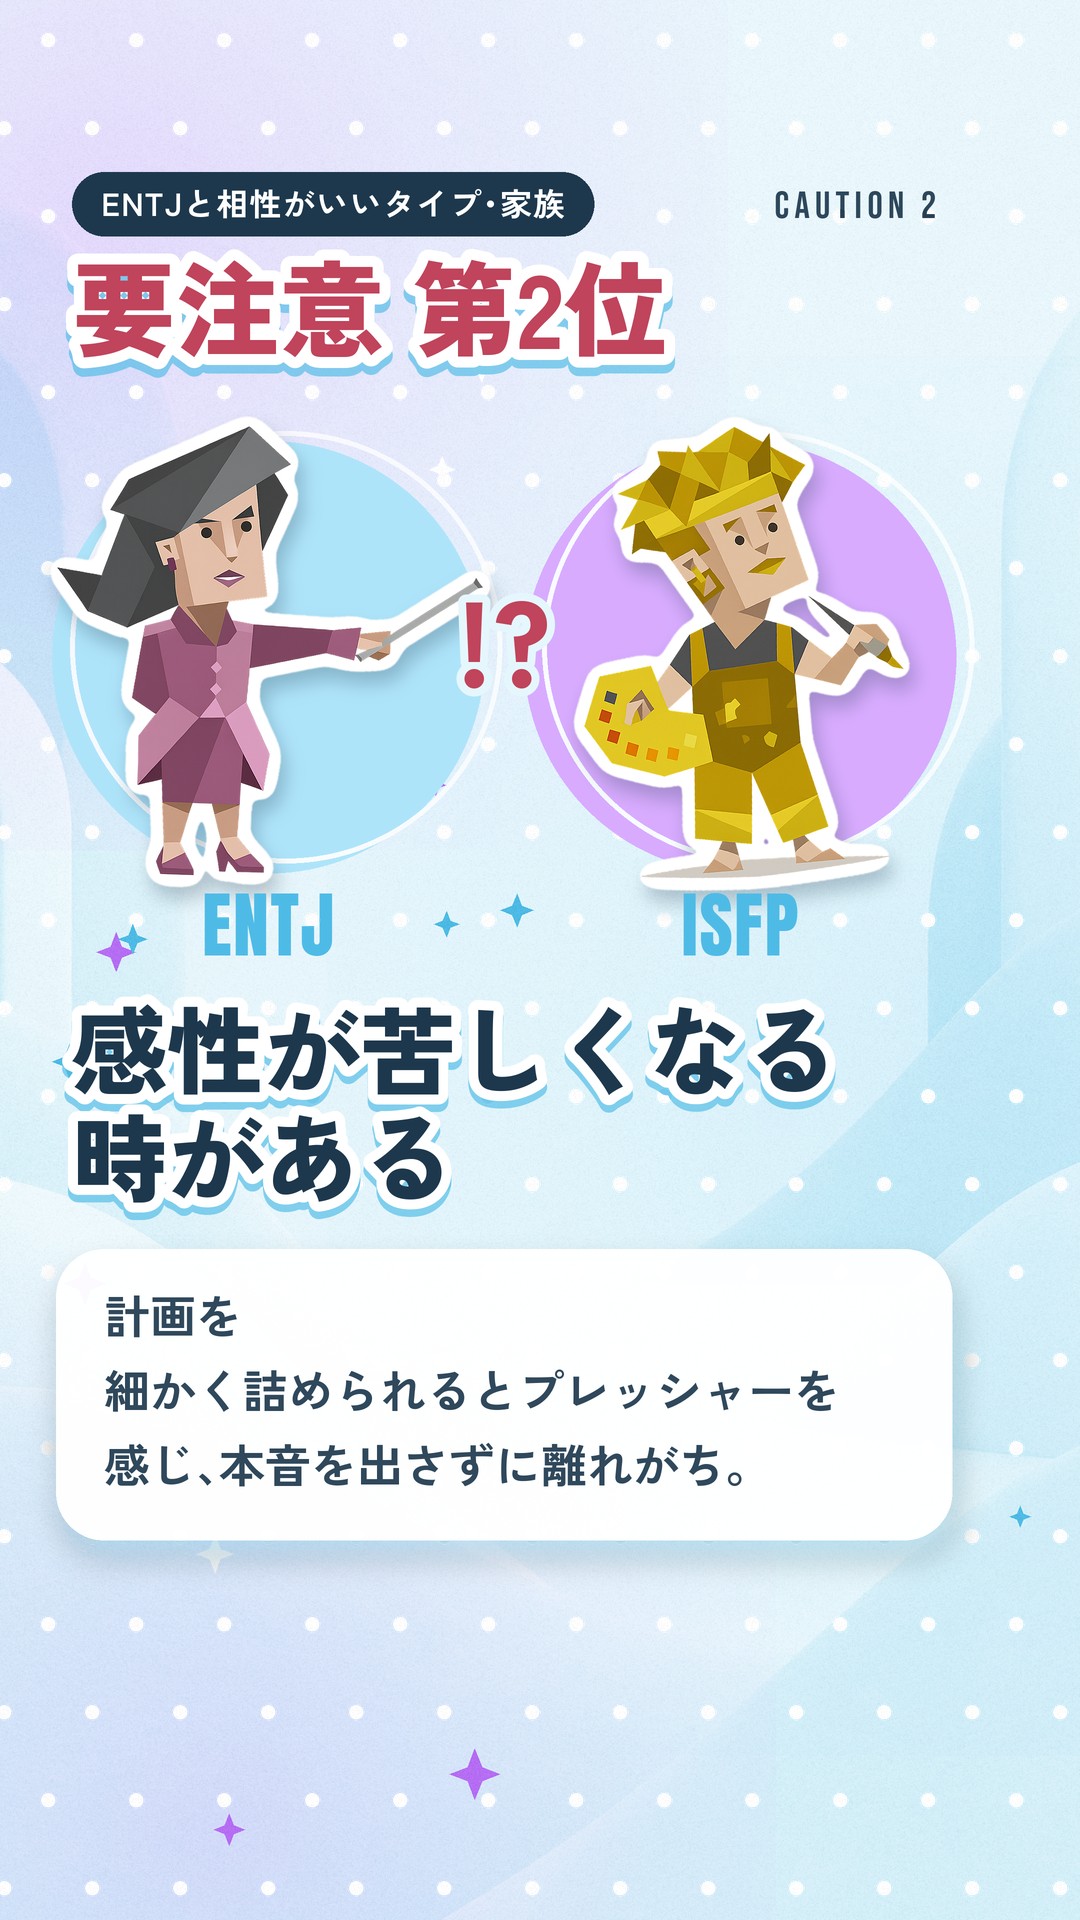 ENTJと相性がいいタイプ・家族
CAUTION 2
要注意 第2位
!?
ENTJ
ISFP
感性が苦しくなる
時がある
計画を
細かく詰められるとプレッシャーを
感じ、本音を出さずに離れがち。